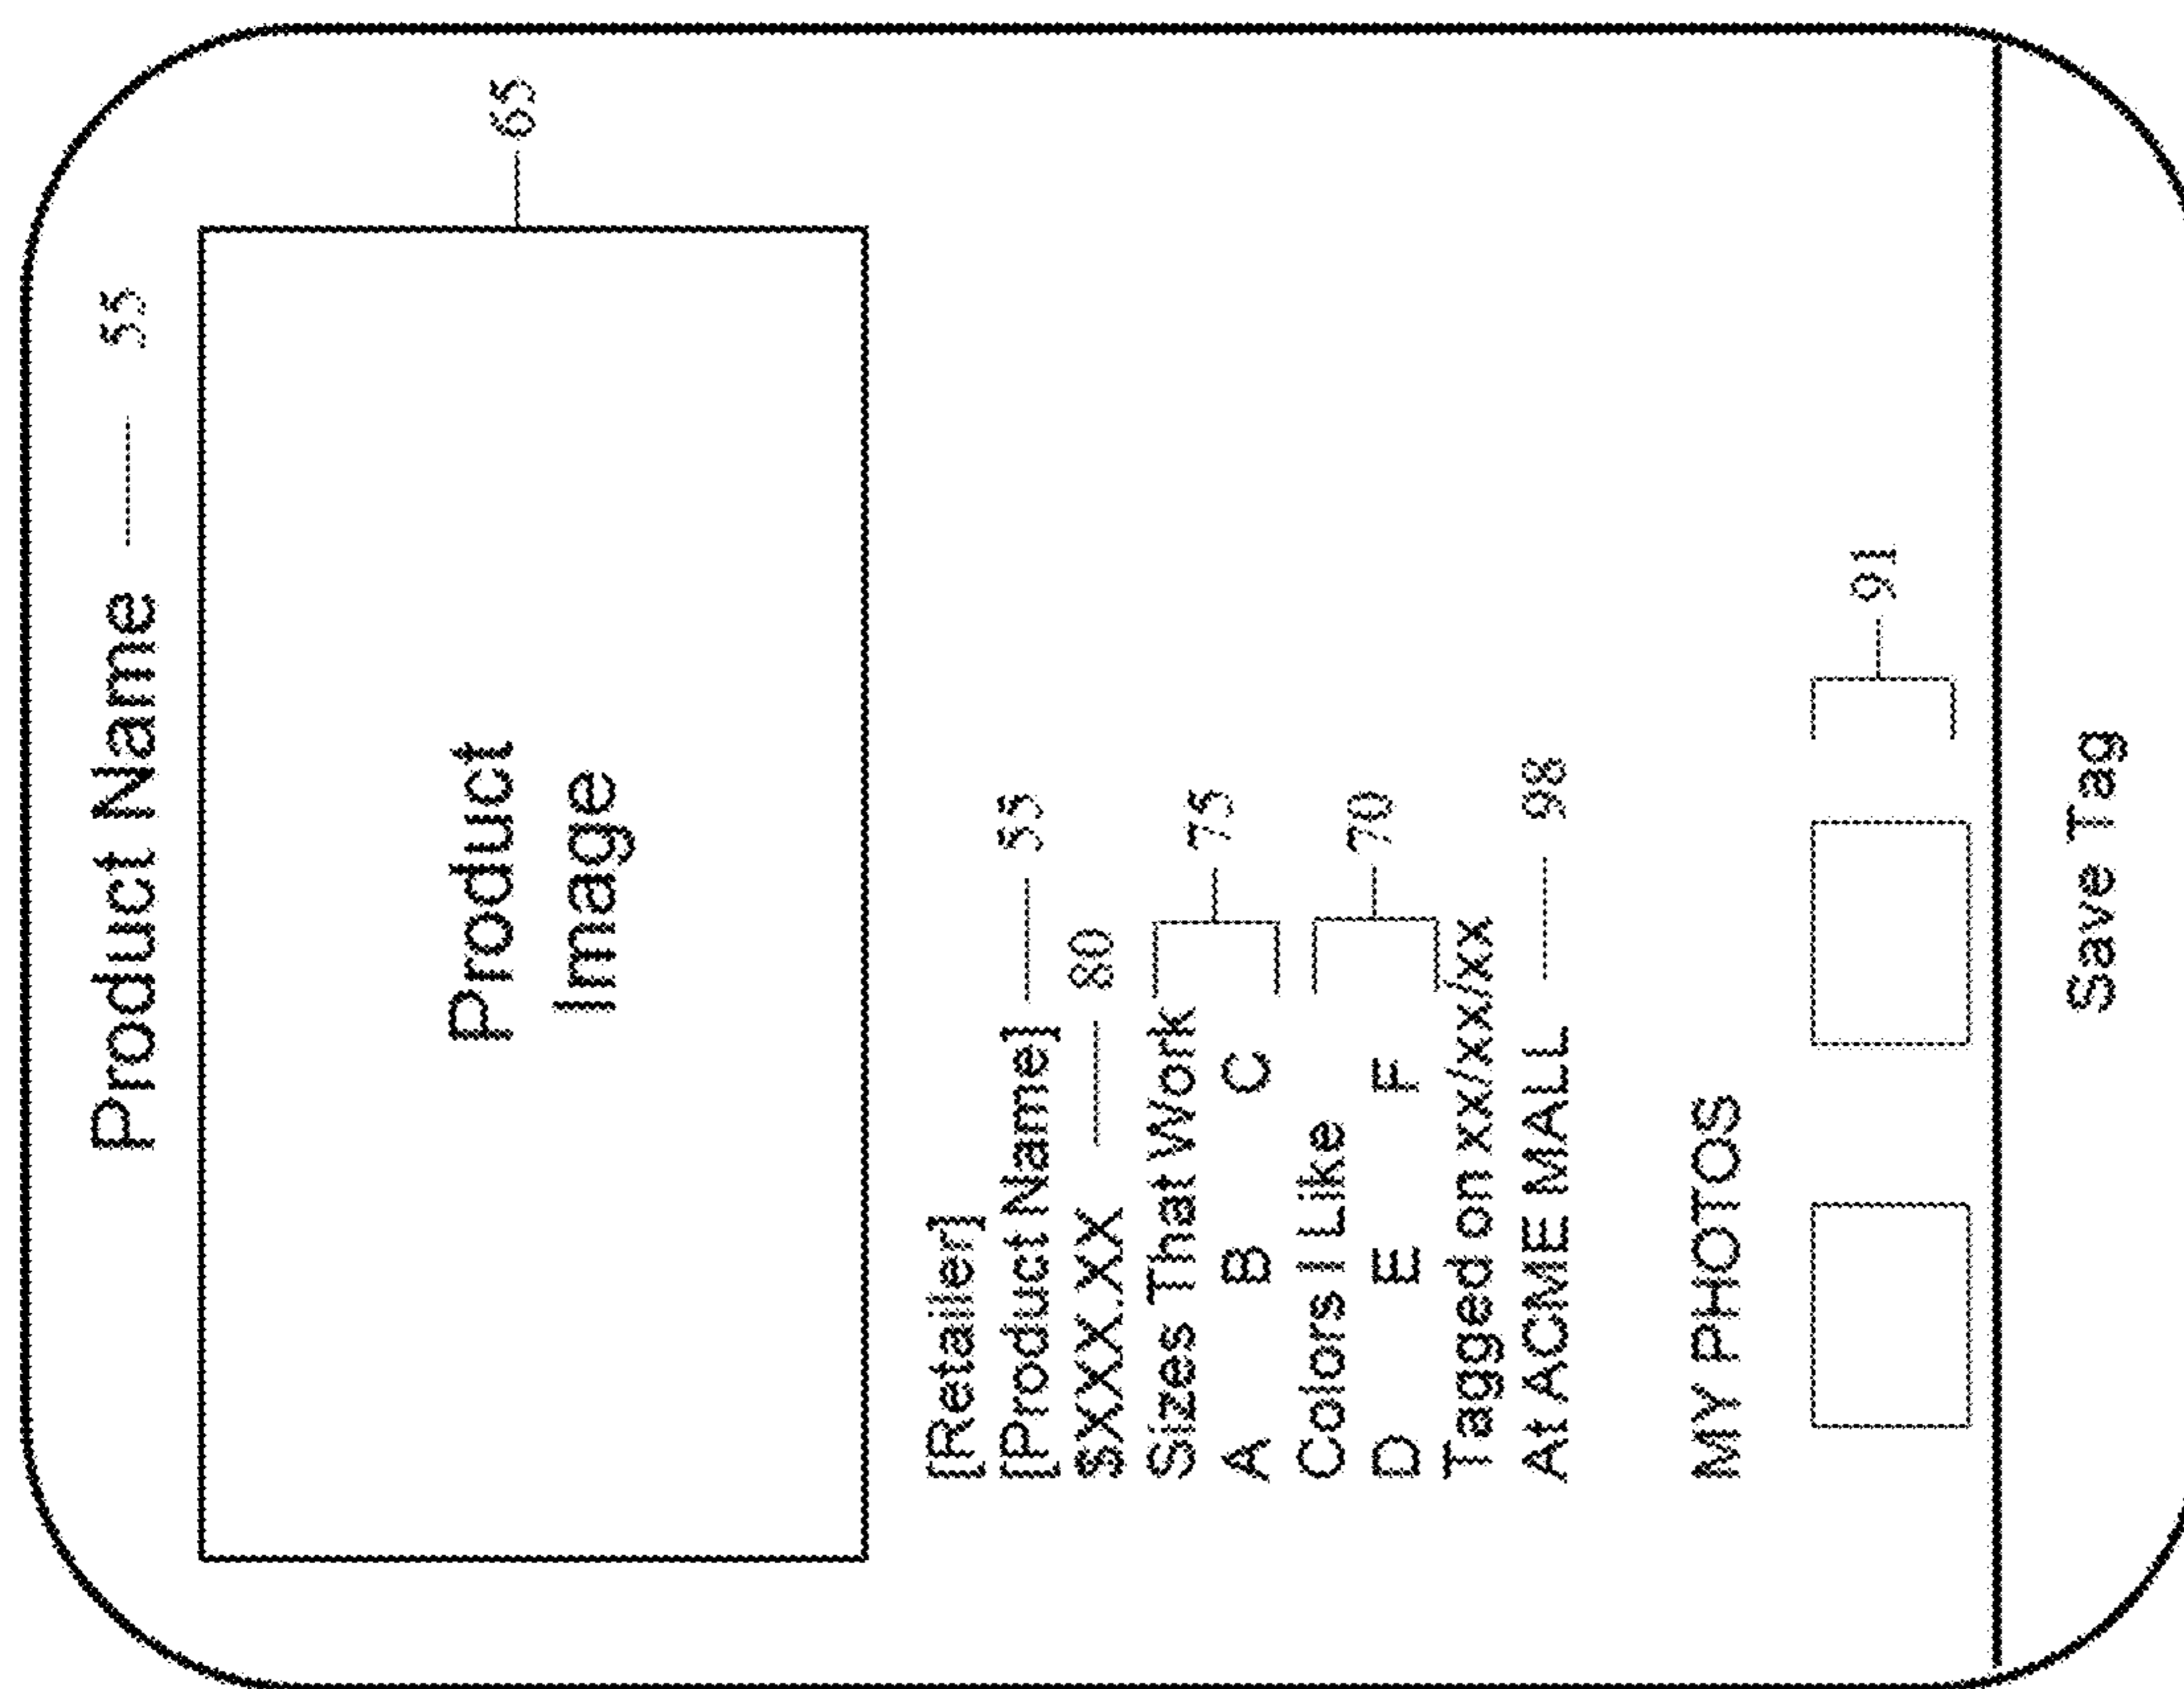 Product Name 55
65
Product
Image
[Retailer]
[Product Name] 55
$XXX.XX 80
Sizes That Work
A B C 75
Colors I Like
D E F 70
Tagged on xx/xx/xx
At ACME MALL 98
MY PHOTOS
91
Save Tag